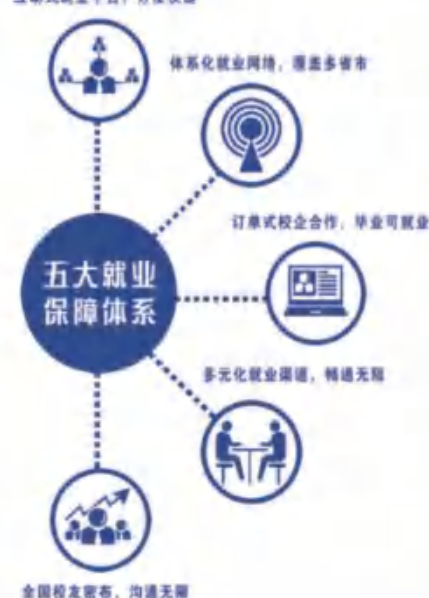 体系化就业网络，覆盖多省市
订单式校企合作，毕业可就业
五大就业
保障体系
多元化就业渠道，畅通无限
全国校友密布，沟通无限